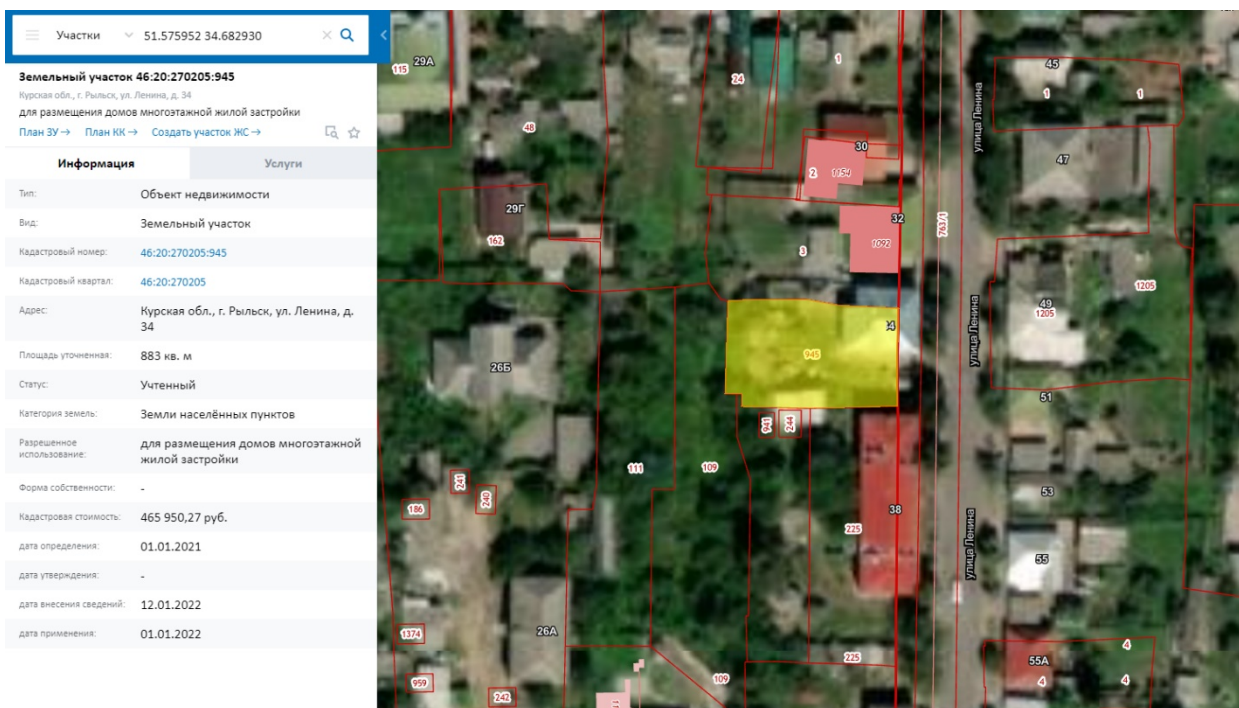 Участки 51.575952 34.682930
Земельный участок 46:20:270205:945
Курская обл., г. Рыльск, ул. Ленина, д. 34
для размещения домов многоэтажной жилой застройки
План ЗУ → План КК → Создать участок ЖС →
Информация Услуги
Тип: Объект недвижимости
Вид: Земельный участок
Кадастровый номер: 46:20:270205:945
Кадастровый квартал: 46:20:270205
Адрес: Курская обл., г. Рыльск, ул. Ленина, д.
34
Площадь уточненная: 883 кв. м
Статус: Учтенный
Категория земель: Земли населённых пунктов
Разрешенное
использование:
для размещения домов многоэтажной
жилой застройки
Форма собственности: -
Кадастровая стоимость: 465 950,27 руб.
дата определения: 01.01.2021
дата утверждения: -
дата внесения сведений: 12.01.2022
дата применения: 01.01.2022
29А
115
24
1
45
1
1
48
улица Ленина
30
47
2
1154
29Г
32
763/1
162
3
1092
1205
49
1205
улица Ленина
945
26Б
51
941
244
111
109
241
240
53
186
38
225
улица Ленина
55
1374
26А
225
55А
4
959
109
4
4
242